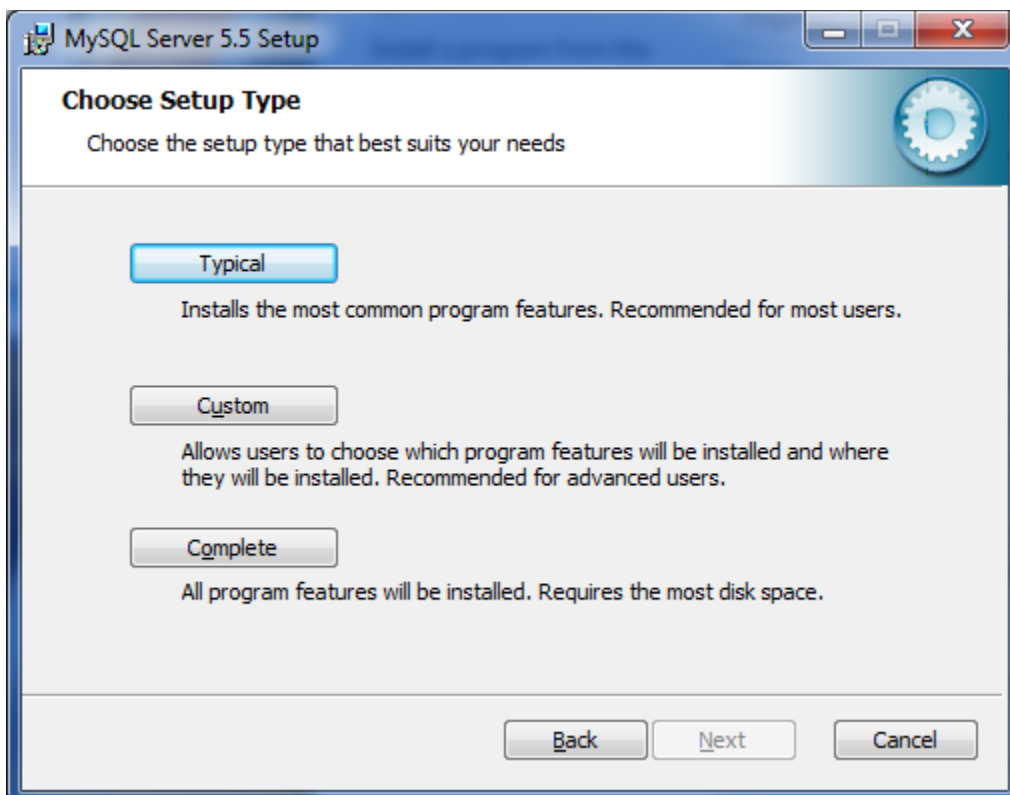 MySQL Server 5.5 Setup
Choose Setup Type
Choose the setup type that best suits your needs
Typical
Installs the most common program features. Recommended for most users.
Custom
Allows users to choose which program features will be installed and where
they will be installed. Recommended for advanced users.
Complete
All program features will be installed. Requires the most disk space.
Back Next Cancel